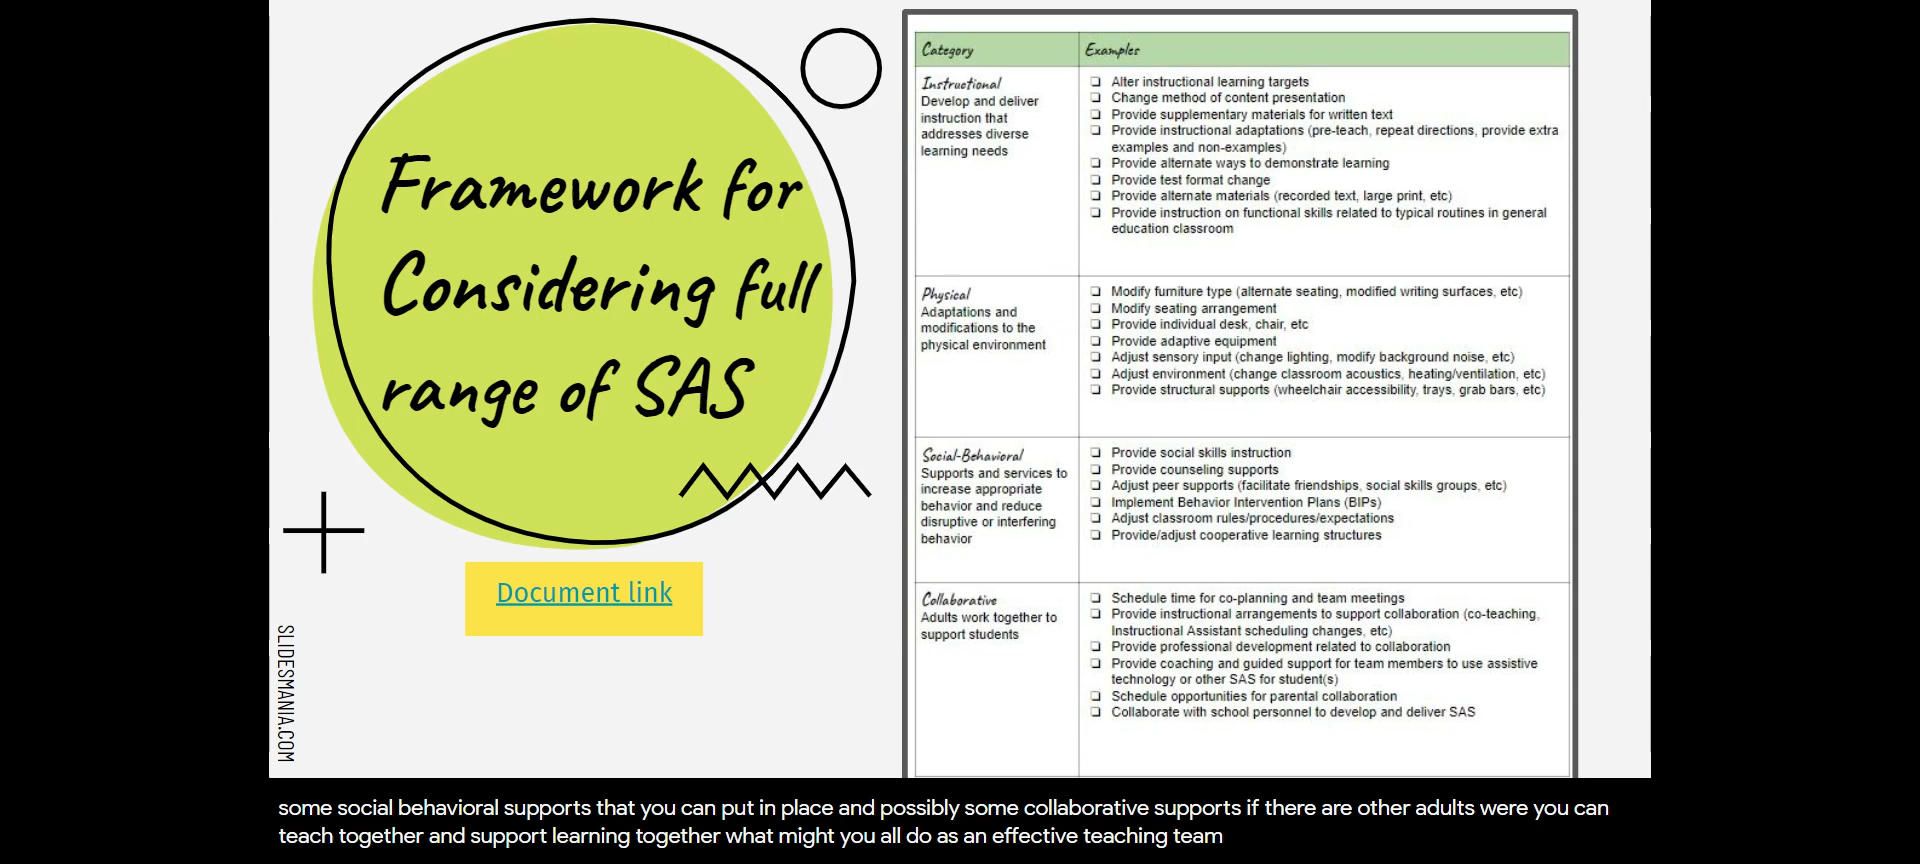 Framework for
Considering full
range of SAS
Document link
SLIDESMANIA.COM
Category
Examples
Instructional
Develop and deliver
instruction that
addresses diverse
learning needs
❏ Alter instructional learning targets
❏ Change method of content presentation
❏ Provide supplementary materials for written text
❏ Provide instructional adaptations (pre-teach, repeat directions, provide extra
examples and non-examples)
❏ Provide alternate ways to demonstrate learning
❏ Provide test format change
❏ Provide alternate materials (recorded text, large print, etc)
❏ Provide instruction on functional skills related to typical routines in general
education classroom
Physical
Adaptations and
modifications to the
physical environment
❏ Modify furniture type (alternate seating, modified writing surfaces, etc)
❏ Modify seating arrangement
❏ Provide individual desk, chair, etc
❏ Provide adaptive equipment
❏ Adjust sensory input (change lighting, modify background noise, etc)
❏ Adjust environment (change classroom acoustics, heating/ventilation, etc)
❏ Provide structural supports (wheelchair accessibility, trays, grab bars, etc)
Social-Behavioral
Supports and services to
increase appropriate
behavior and reduce
disruptive or interfering
behavior
❏ Provide social skills instruction
❏ Provide counseling supports
❏ Adjust peer supports (facilitate friendships, social skills groups, etc)
❏ Implement Behavior Intervention Plans (BIPs)
❏ Adjust classroom rules/procedures/expectations
❏ Provide/adjust cooperative learning structures
Collaborative
Adults work together to
support students
❏ Schedule time for co-planning and team meetings
❏ Provide instructional arrangements to support collaboration (co-teaching,
Instructional Assistant scheduling changes, etc)
❏ Provide professional development related to collaboration
❏ Provide coaching and guided support for team members to use assistive
technology or other SAS for student(s)
❏ Schedule opportunities for parental collaboration
❏ Collaborate with school personnel to develop and deliver SAS
some social behavioral supports that you can put in place and possibly some collaborative supports if there are other adults were you can
teach together and support learning together what might you all do as an effective teaching team